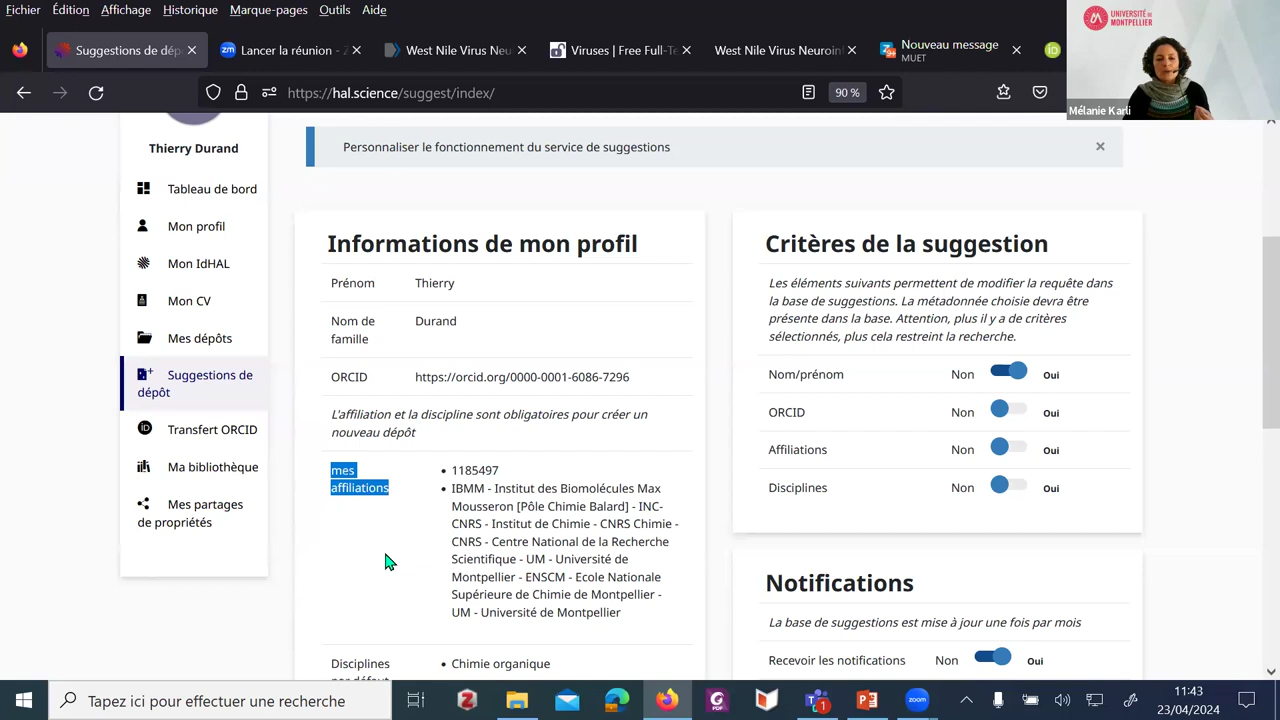 Fichier Édition Affichage Historique Marque-pages Outils Aide
UNIVERSITÉ DE
MONTPELLIER
Suggestions de dép
Lancer la réunion - Z
West Nile Virus Neu
Viruses | Free Full-Te
West Nile Virus Neuroin
Nouveau message
MUET
https://hal.science/suggest/index/
90 %
Mélanie Karli
Thierry Durand
Tableau de bord
Mon profil
Mon IdHAL
Mon CV
Mes dépôts
Suggestions de
dépôt
Transfert ORCID
Ma bibliothèque
Mes partages
de propriétés
Personnaliser le fonctionnement du service de suggestions
Informations de mon profil
Prénom Thierry
Nom de Durand
famille
ORCID https://orcid.org/0000-0001-6086-7296
L'affiliation et la discipline sont obligatoires pour créer un
nouveau dépôt
mes
affiliations
1185497
IBMM - Institut des Biomolécules Max
Mousseron [Pôle Chimie Balard] - INC-
CNRS - Institut de Chimie - CNRS Chimie -
CNRS - Centre National de la Recherche
Scientifique - UM - Université de
Montpellier - ENSCM - Ecole Nationale
Supérieure de Chimie de Montpellier -
UM - Université de Montpellier
Disciplines
par défaut
Chimie organique
Critères de la suggestion
Les éléments suivants permettent de modifier la requête dans
la base de suggestions. La métadonnée choisie devra être
présente dans la base. Attention, plus il y a de critères
sélectionnés, plus cela restreint la recherche.
Nom/prénom Non Oui
ORCID Non Oui
Affiliations Non Oui
Disciplines Non Oui
Notifications
La base de suggestions est mise à jour une fois par mois
Recevoir les notifications Non Oui
Tapez ici pour effectuer une recherche
zoom
11:43
23/04/2024